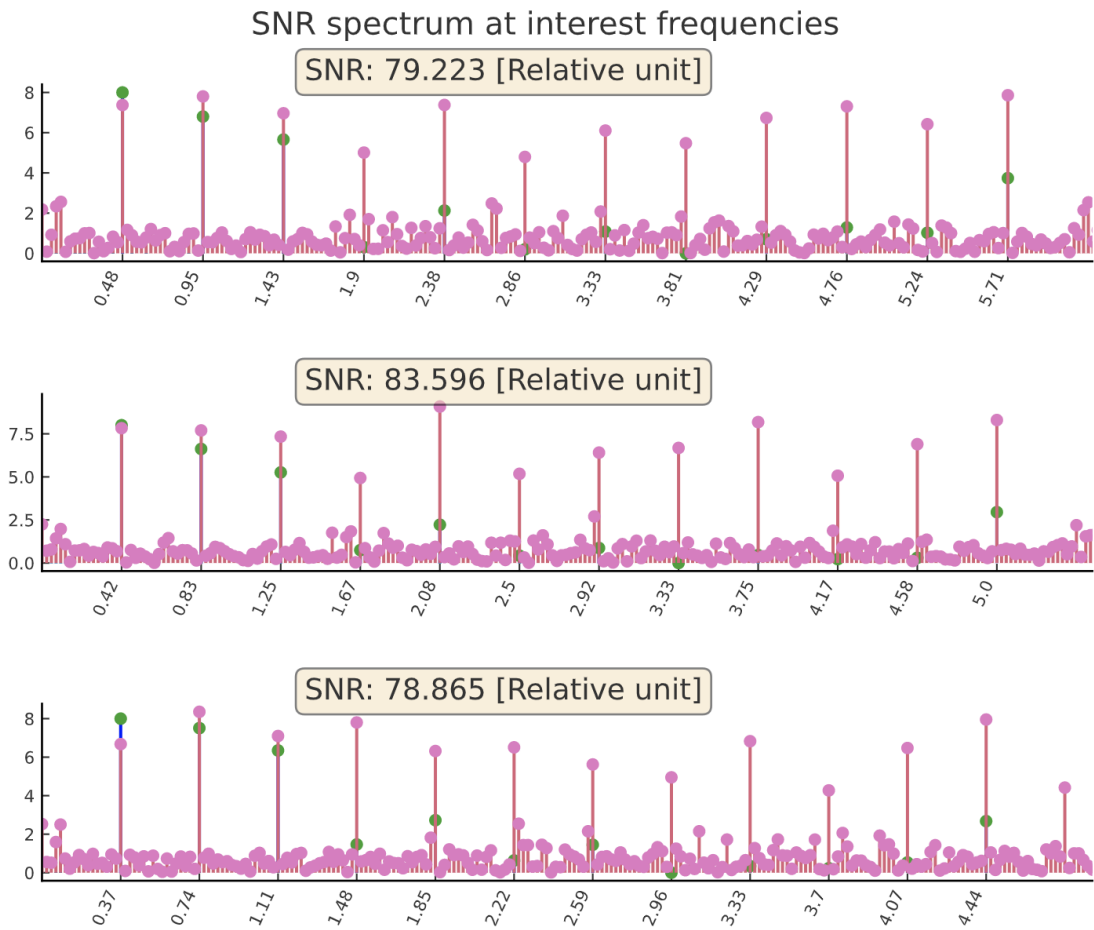 SNR spectrum at interest frequencies
SNR: 79.223 [Relative unit]
8
6
4
2
0
0.48 0.95 1.43 1.9 2.38 2.86 3.33 3.81 4.29 4.76 5.24 5.71
SNR: 83.596 [Relative unit]
7.5
5.0
2.5
0.0
0.42 0.83 1.25 1.67 2.08 2.5 2.92 3.33 3.75 4.17 4.58 5.0
SNR: 78.865 [Relative unit]
8
6
4
2
0
0.37 0.74 1.11 1.48 1.85 2.22 2.59 2.96 3.33 3.7 4.07 4.44